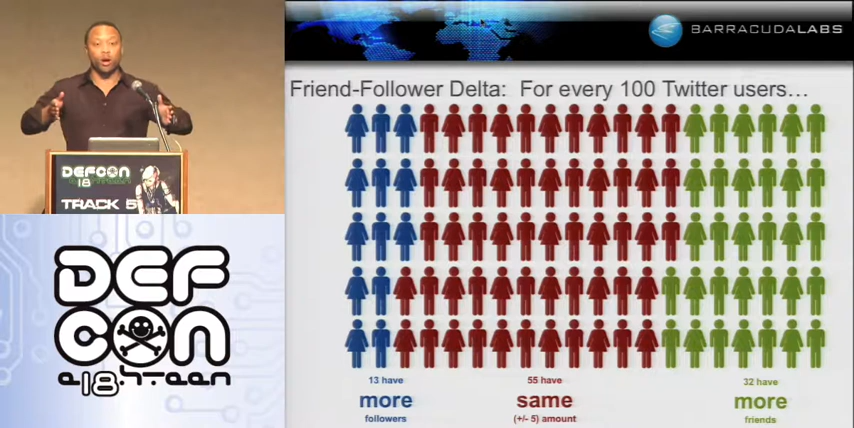 BARRACUDALABS
Friend-Follower Delta: For every 100 Twitter users...
DEFCON
18
TRACK 5
DEF
CON
e18hteen
13 have
more
followers
55 have
same
(+/- 5) amount
32 have
more
friends